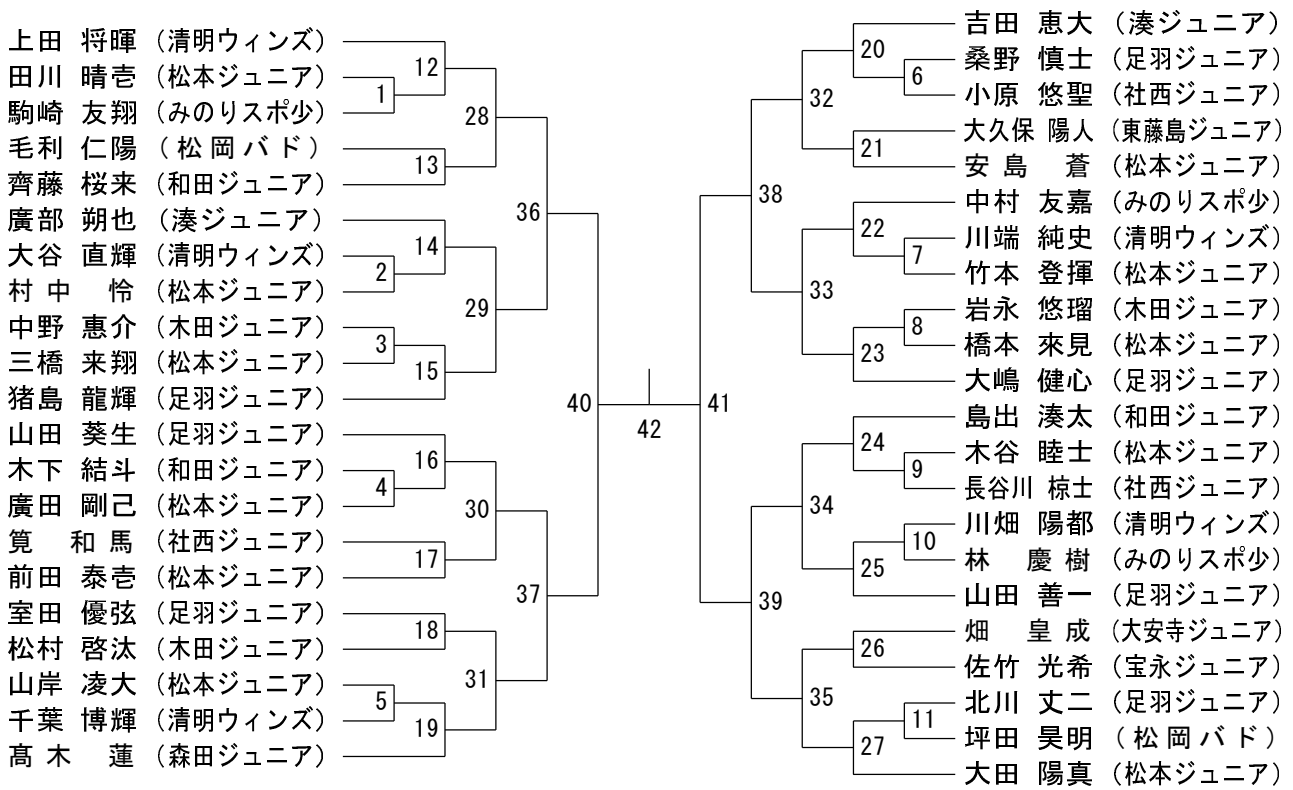 上田 将暉 (清明ウィンズ)
田川 晴壱 (松本ジュニア)
駒崎 友翔 (みのりスポ少)
毛利 仁陽 (松岡バド)
齊藤 桜来 (和田ジュニア)
廣部 朔也 (湊ジュニア)
大谷 直輝 (清明ウィンズ)
村中 怜 (松本ジュニア)
中野 惠介 (木田ジュニア)
三橋 来翔 (松本ジュニア)
猪島 龍輝 (足羽ジュニア)
山田 葵生 (足羽ジュニア)
木下 結斗 (和田ジュニア)
廣田 剛己 (松本ジュニア)
筧 和馬 (社西ジュニア)
前田 泰壱 (松本ジュニア)
室田 優弦 (足羽ジュニア)
松村 啓汰 (木田ジュニア)
山岸 凌大 (松本ジュニア)
千葉 博輝 (清明ウィンズ)
髙木 蓮 (森田ジュニア)
1
2
3
4
5
12
13
14
15
16
17
18
19
28
29
30
31
36
37
40
42
41
38
39
32
33
34
35
20
21
22
23
24
25
26
27
6
7
8
9
10
11
吉田 恵大 (湊ジュニア)
桑野 慎士 (足羽ジュニア)
小原 悠聖 (社西ジュニア)
大久保 陽人 (東藤島ジュニア)
安島 蒼 (松本ジュニア)
中村 友嘉 (みのりスポ少)
川端 純史 (清明ウィンズ)
竹本 登揮 (松本ジュニア)
岩永 悠瑠 (木田ジュニア)
橋本 來見 (松本ジュニア)
大嶋 健心 (足羽ジュニア)
島出 湊太 (和田ジュニア)
木谷 睦士 (松本ジュニア)
長谷川 椋士 (社西ジュニア)
川畑 陽都 (清明ウィンズ)
林 慶樹 (みのりスポ少)
山田 善一 (足羽ジュニア)
畑 皇成 (大安寺ジュニア)
佐竹 光希 (宝永ジュニア)
北川 丈二 (足羽ジュニア)
坪田 昊明 (松岡バド)
大田 陽真 (松本ジュニア)